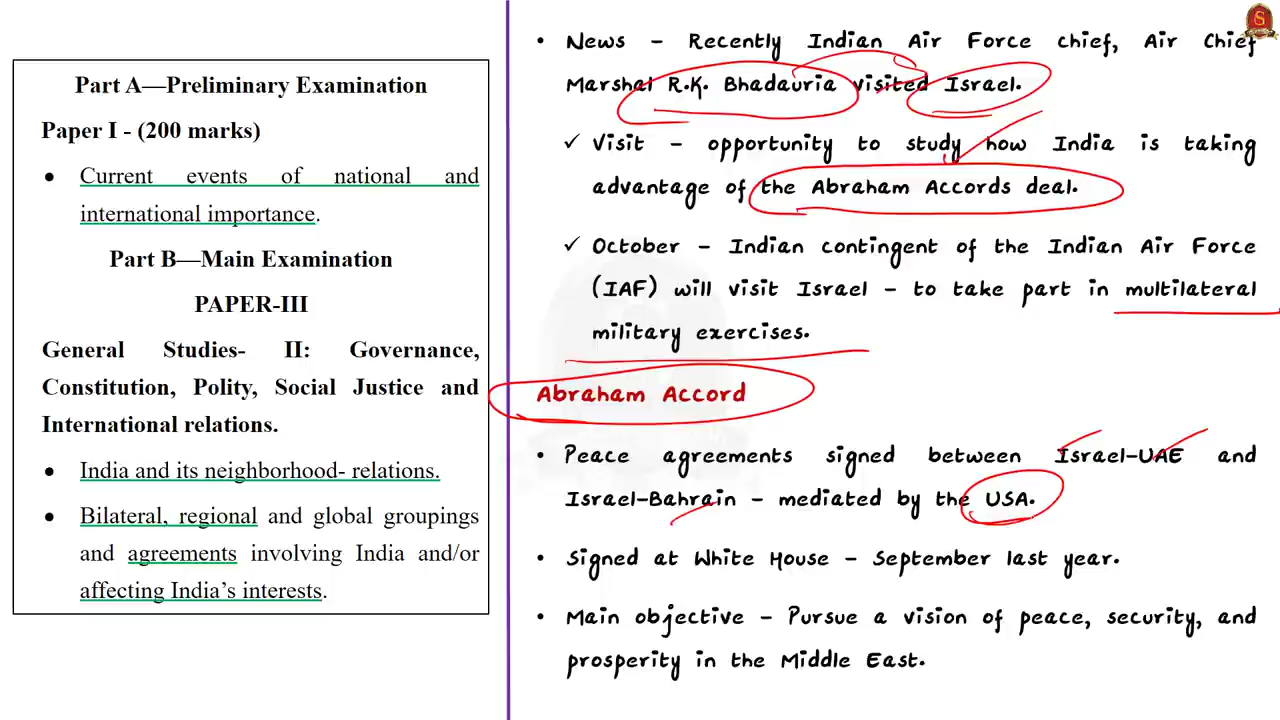 Part A—Preliminary Examination
Paper I - (200 marks)
• Current events of national and
international importance.
Part B—Main Examination
PAPER-III
General Studies- II: Governance,
Constitution, Polity, Social Justice and
International relations.
• India and its neighborhood- relations.
• Bilateral, regional and global groupings
and agreements involving India and/or
affecting India's interests.
• News – Recently Indian Air Force chief, Air Chief
Marshal R.K. Bhadauria visited Israel.
✓ Visit – opportunity to study how India is taking
advantage of the Abraham Accords deal.
✓ October – Indian contingent of the Indian Air Force
(IAF) will visit Israel – to take part in multilateral
military exercises.
Abraham Accord
• Peace agreements signed between Israel-UAE and
Israel-Bahrain – mediated by the USA.
• Signed at White House – September last year.
• Main objective – Pursue a vision of peace, security, and
prosperity in the Middle East.